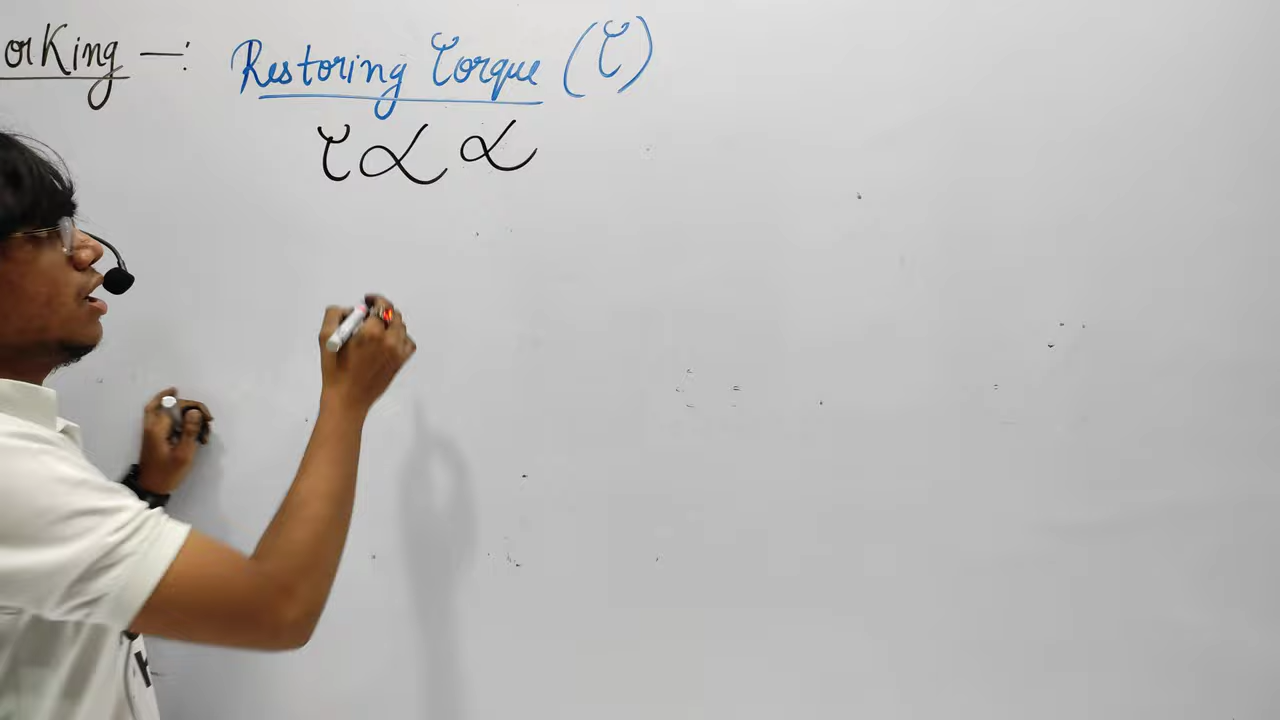 orKing -: Restoring Torque (τ)
τ ∝ α